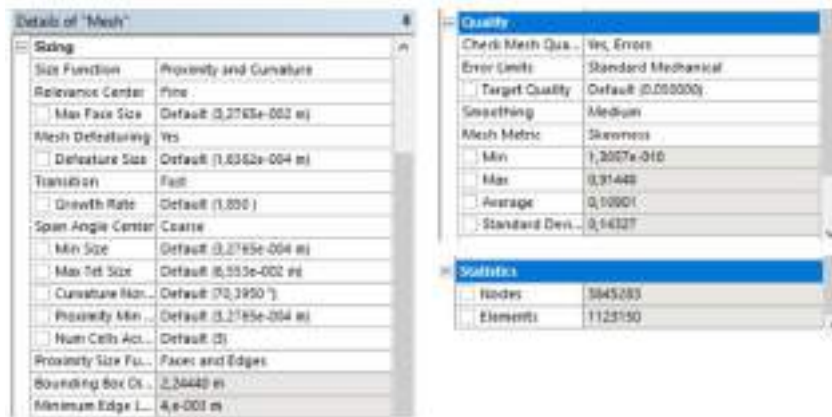 Details of "Mesh"
Sizing
Size Function Proximity and Curvature
Relevance Center Fine
Max Face Size Default (3,2765e-002 m)
Mesh Defeaturing Yes
Defeature Size Default (1,6382e-004 m)
Transition Fast
Growth Rate Default (1,850 )
Span Angle Center Coarse
Min Size Default (3,2765e-004 m)
Max Tet Size Default (6,553e-002 m)
Curvature Nor... Default (70,3950 °)
Proximity Min ... Default (3,2765e-004 m)
Num Cells Acr... Default (3)
Proximity Size Fu... Faces and Edges
Bounding Box Di... 2,24440 m
Minimum Edge L... 4,e-003 m
Quality
Check Mesh Qua... Yes, Errors
Error Limits Standard Mechanical
Target Quality Default (0.050000)
Smoothing Medium
Mesh Metric Skewness
Min 1,3057e-010
Max 0,91448
Average
Standard Devi... 0,14327
Statistics
Nodes
Elements 1123150